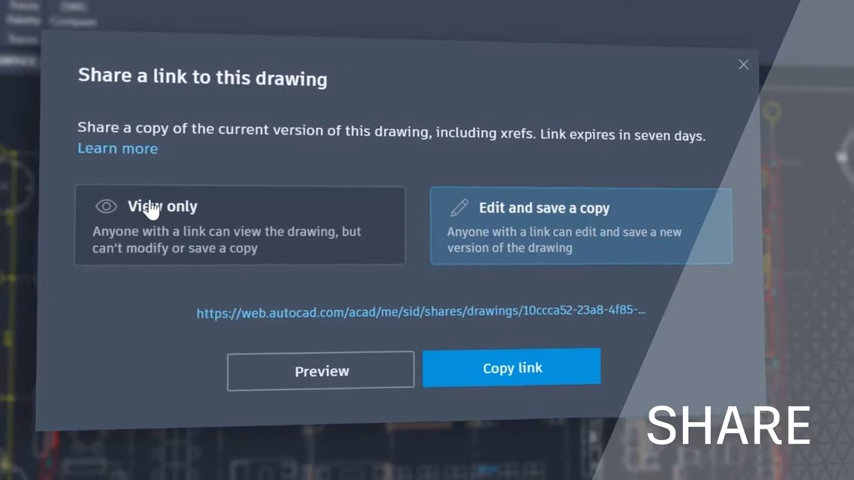 Compare
Share a link to this drawing
Share a copy of the current version of this drawing, including xrefs. Link expires in seven days.
Learn more
View only
Anyone with a link can view the drawing, but
can't modify or save a copy
Edit and save a copy
Anyone with a link can edit and save a new
version of the drawing
https://web.autocad.com/acad/me/sid/shares/drawings/10ccca52-23a8-4f85-...
Preview
Copy link
SHARE